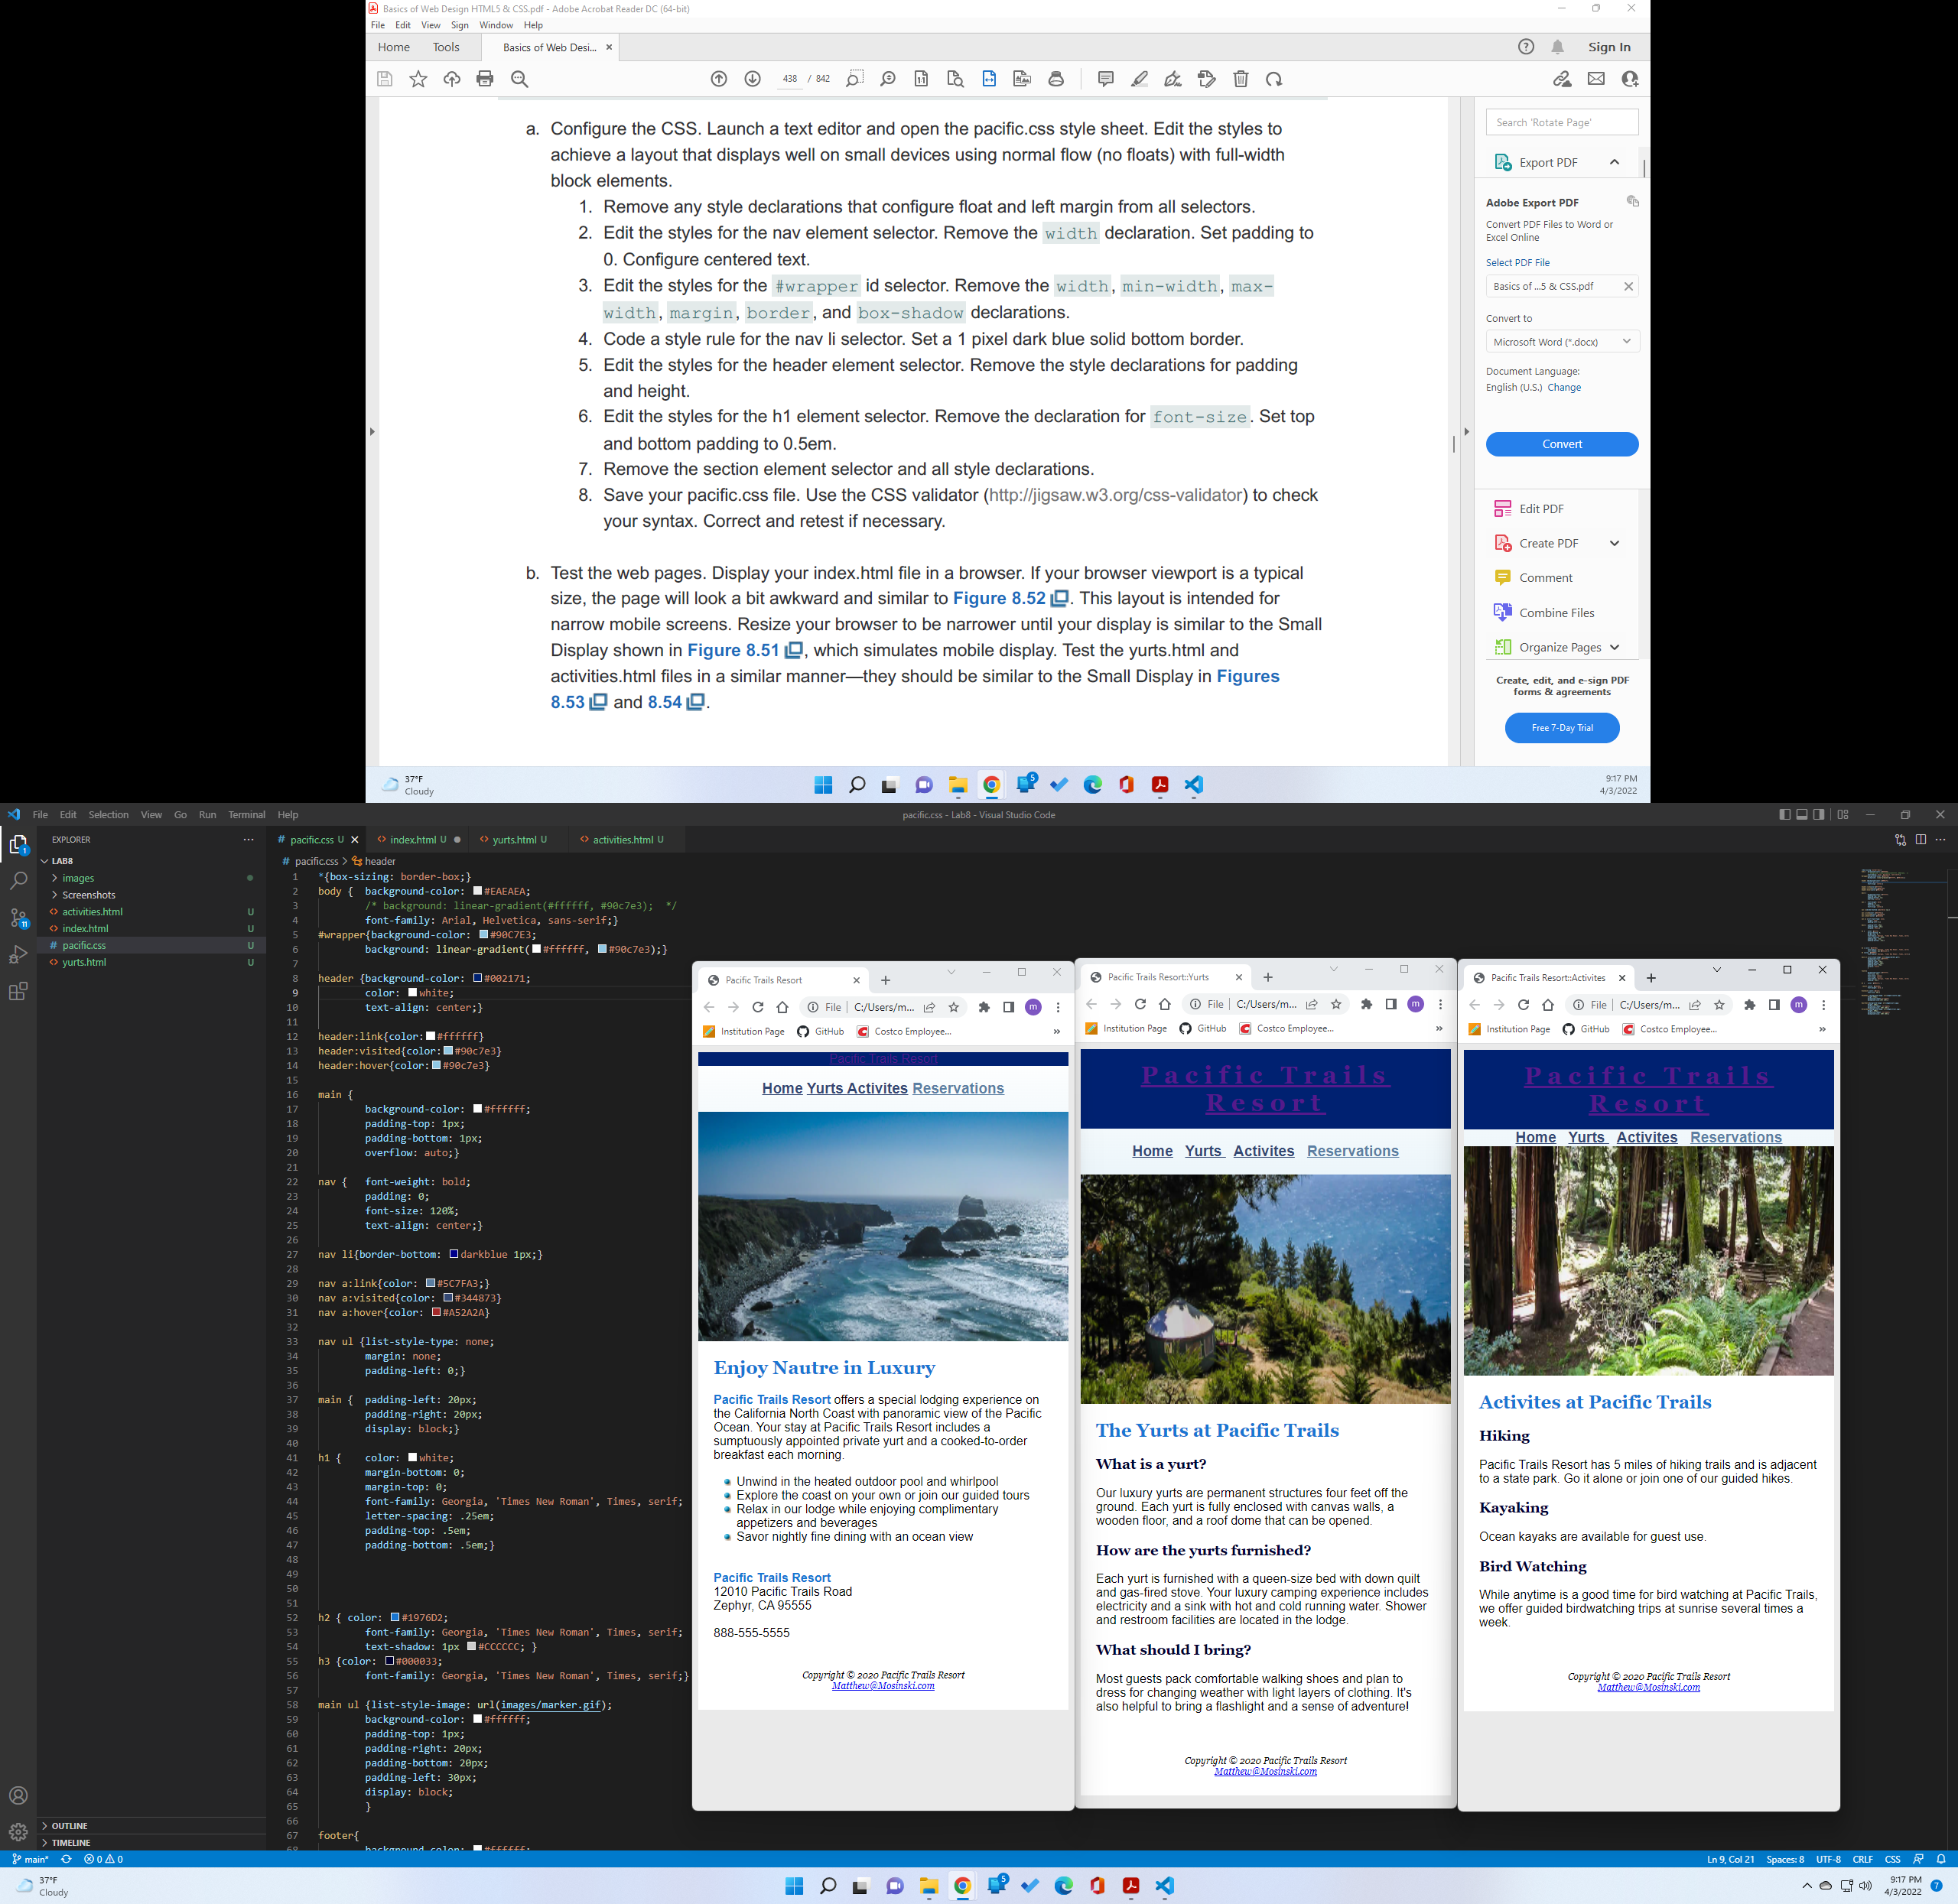 Basics of Web Design HTML5 & CSS.pdf - Adobe Acrobat Reader DC (64-bit)
File Edit View Sign Window Help
Home Tools Basics of Web Desi... × Sign In
438 / 842
a. Configure the CSS. Launch a text editor and open the pacific.css style sheet. Edit the styles to
achieve a layout that displays well on small devices using normal flow (no floats) with full-width
block elements.
1. Remove any style declarations that configure float and left margin from all selectors.
2. Edit the styles for the nav element selector. Remove the width declaration. Set padding to
0. Configure centered text.
3. Edit the styles for the #wrapper id selector. Remove the width, min-width, max-
width, margin, border, and box-shadow declarations.
4. Code a style rule for the nav li selector. Set a 1 pixel dark blue solid bottom border.
5. Edit the styles for the header element selector. Remove the style declarations for padding
and height.
6. Edit the styles for the h1 element selector. Remove the declaration for font-size. Set top
and bottom padding to 0.5em.
7. Remove the section element selector and all style declarations.
8. Save your pacific.css file. Use the CSS validator (http://jigsaw.w3.org/css-validator) to check
your syntax. Correct and retest if necessary.
b. Test the web pages. Display your index.html file in a browser. If your browser viewport is a typical
size, the page will look a bit awkward and similar to Figure 8.52. This layout is intended for
narrow mobile screens. Resize your browser to be narrower until your display is similar to the Small
Display shown in Figure 8.51, which simulates mobile display. Test the yurts.html and
activities.html files in a similar manner—they should be similar to the Small Display in Figures
8.53 and 8.54.
Search 'Rotate Page'
Export PDF
Adobe Export PDF
Convert PDF Files to Word or
Excel Online
Select PDF File
Basics of ...5 & CSS.pdf
Convert to
Microsoft Word (*.docx)
Document Language:
English (U.S.) Change
Convert
Edit PDF
Create PDF
Comment
Combine Files
Organize Pages
Create, edit, and e-sign PDF
forms & agreements
Free 7-Day Trial
37°F
Cloudy
5
9:17 PM
4/3/2022
File Edit Selection View Go Run Terminal Help
pacific.css - Lab8 - Visual Studio Code
EXPLORER
LAB8
images
Screenshots
activities.html U
index.html U
pacific.css U
yurts.html U
1
11
OUTLINE
TIMELINE
# pacific.css U × <> index.html U <> yurts.html U <> activities.html U
# pacific.css > header
1 *{box-sizing: border-box;}
2 body { background-color: #EAEAEA;
3 /* background: linear-gradient(#ffffff, #90c7e3); */
4 font-family: Arial, Helvetica, sans-serif;}
5 #wrapper{background-color: #90C7E3;
6 background: linear-gradient(#ffffff, #90c7e3);}
7
8 header {background-color: #002171;
9 color: white;
10 text-align: center;}
11
12 header:link{color:#ffffff}
13 header:visited{color:#90c7e3}
14 header:hover{color:#90c7e3}
15
16 main {
17 background-color: #ffffff;
18 padding-top: 1px;
19 padding-bottom: 1px;
20 overflow: auto;}
21
22 nav { font-weight: bold;
23 padding: 0;
24 font-size: 120%;
25 text-align: center;}
26
27 nav li{border-bottom: darkblue 1px;}
28
29 nav a:link{color: #5C7FA3;}
30 nav a:visited{color: #344873}
31 nav a:hover{color: #A52A2A}
32
33 nav ul {list-style-type: none;
34 margin: none;
35 padding-left: 0;}
36
37 main { padding-left: 20px;
38 padding-right: 20px;
39 display: block;}
40
41 h1 { color: white;
42 margin-bottom: 0;
43 margin-top: 0;
44 font-family: Georgia, 'Times New Roman', Times, serif;
45 letter-spacing: .25em;
46 padding-top: .5em;
47 padding-bottom: .5em;}
48
49
50
51
52 h2 { color: #1976D2;
53 font-family: Georgia, 'Times New Roman', Times, serif;
54 text-shadow: 1px #CCCCCC; }
55 h3 {color: #000033;
56 font-family: Georgia, 'Times New Roman', Times, serif;}
57
58 main ul {list-style-image: url(images/marker.gif);
59 background-color: #ffffff;
60 padding-top: 1px;
61 padding-right: 20px;
62 padding-bottom: 20px;
63 padding-left: 30px;
64 display: block;
65 }
66
67 footer{
68 background-color: #ffffff;
Pacific Trails Resort
File C:/Users/m...
Institution Page GitHub Costco Employee... »
Pacific Trails Resort
Home Yurts Activites Reservations
Enjoy Nautre in Luxury
Pacific Trails Resort offers a special lodging experience on
the California North Coast with panoramic view of the Pacific
Ocean. Your stay at Pacific Trails Resort includes a
sumptuously appointed private yurt and a cooked-to-order
breakfast each morning.
Unwind in the heated outdoor pool and whirlpool
Explore the coast on your own or join our guided tours
Relax in our lodge while enjoying complimentary
appetizers and beverages
Savor nightly fine dining with an ocean view
Pacific Trails Resort
12010 Pacific Trails Road
Zephyr, CA 95555
888-555-5555
Copyright © 2020 Pacific Trails Resort
Matthew@Mosinski.com
Pacific Trails Resort::Yurts
File C:/Users/m...
Institution Page GitHub Costco Employee... »
Pacific Trails
Resort
Home Yurts Activites Reservations
The Yurts at Pacific Trails
What is a yurt?
Our luxury yurts are permanent structures four feet off the
ground. Each yurt is fully enclosed with canvas walls, a
wooden floor, and a roof dome that can be opened.
How are the yurts furnished?
Each yurt is furnished with a queen-size bed with down quilt
and gas-fired stove. Your luxury camping experience includes
electricity and a sink with hot and cold running water. Shower
and restroom facilities are located in the lodge.
What should I bring?
Most guests pack comfortable walking shoes and plan to
dress for changing weather with light layers of clothing. It's
also helpful to bring a flashlight and a sense of adventure!
Copyright © 2020 Pacific Trails Resort
Matthew@Mosinski.com
Pacific Trails Resort::Activites
File C:/Users/m...
Institution Page GitHub Costco Employee... »
Pacific Trails
Resort
Home Yurts Activites Reservations
Activites at Pacific Trails
Hiking
Pacific Trails Resort has 5 miles of hiking trails and is adjacent
to a state park. Go it alone or join one of our guided hikes.
Kayaking
Ocean kayaks are available for guest use.
Bird Watching
While anytime is a good time for bird watching at Pacific Trails,
we offer guided birdwatching trips at sunrise several times a
week.
Copyright © 2020 Pacific Trails Resort
Matthew@Mosinski.com
main* 0 0
Ln 9, Col 21 Spaces: 8 UTF-8 CRLF CSS
37°F
Cloudy
5
9:17 PM
4/3/2022
7